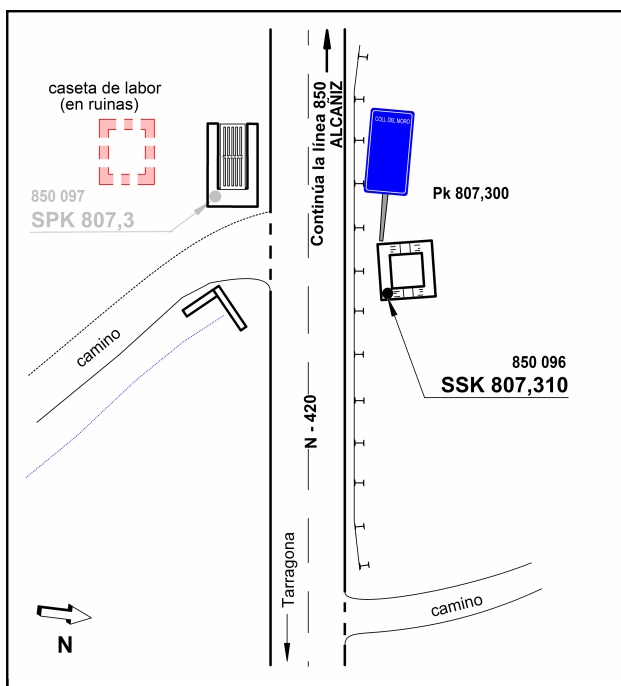 caseta de labor
(en ruinas)
850 097
SPK 807,3
Continúa la línea 850
ALCAÑIZ
COLL DEL MORO
Pk 807,300
camino
850 096
SSK 807,310
N - 420
Tarragona
camino
N